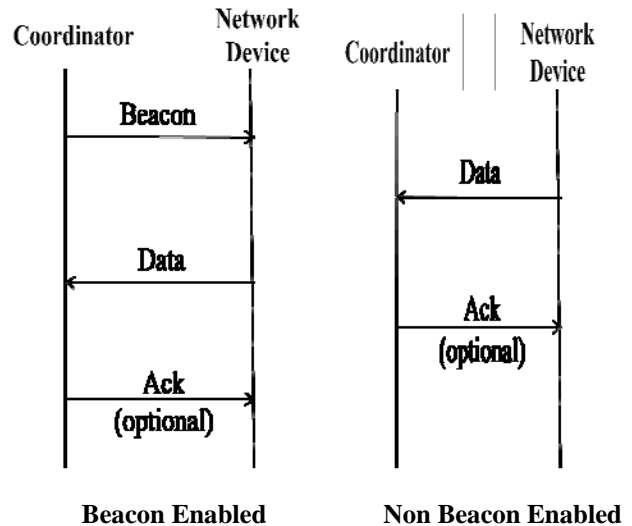 Coordinator
Network
Device
Beacon
Data
Ack
(optional)
Beacon Enabled
Coordinator
Network
Device
Data
Ack
(optional)
Non Beacon Enabled